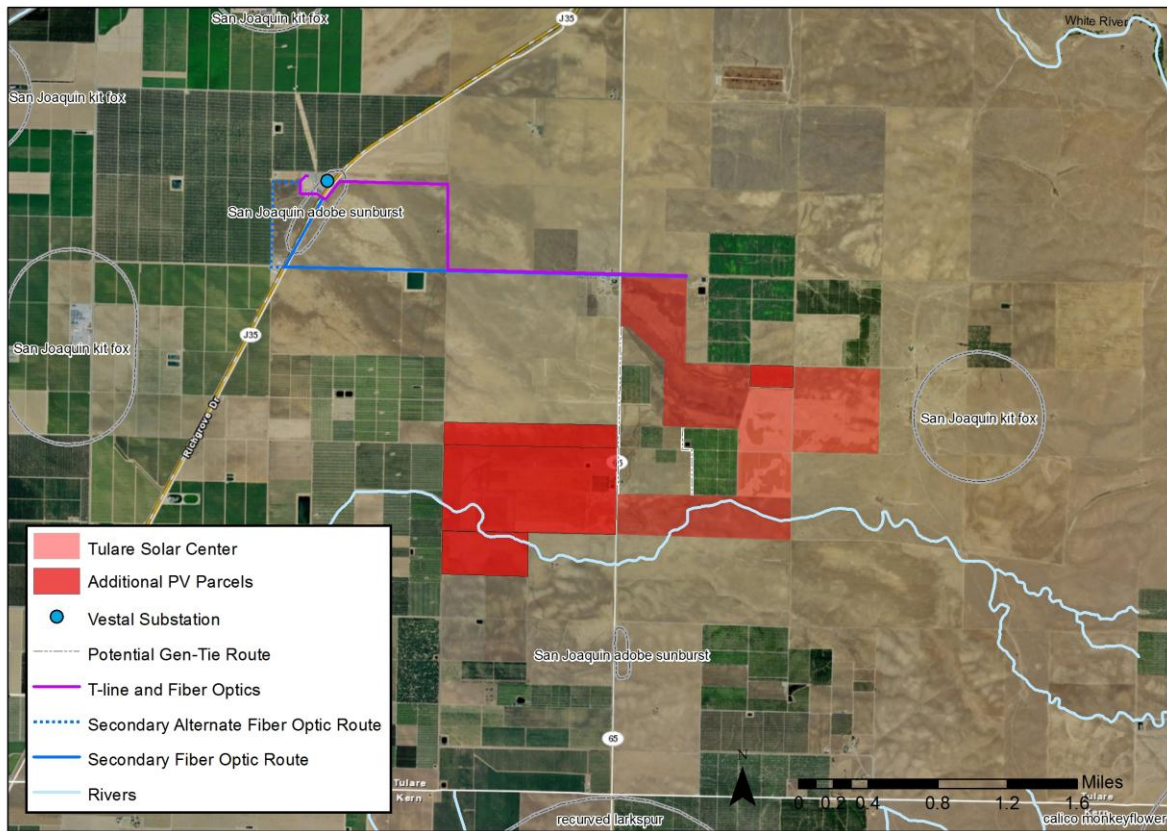 San Joaquin kit fox
J35
White River
San Joaquin kit fox
San Joaquin adobe sunburst
J35
San Joaquin kit fox
San Joaquin kit fox
Richgrove Dr
65
Tulare Solar Center
Additional PV Parcels
Vestal Substation
Potential Gen-Tie Route
T-line and Fiber Optics
Secondary Alternate Fiber Optic Route
Secondary Fiber Optic Route
Rivers
San Joaquin adobe sunburst
65
N
Miles
0 0.2 0.4 0.8 1.2 1.6
Tulare
Kern
Tulare
recurved larkspur
calico monkeyflower